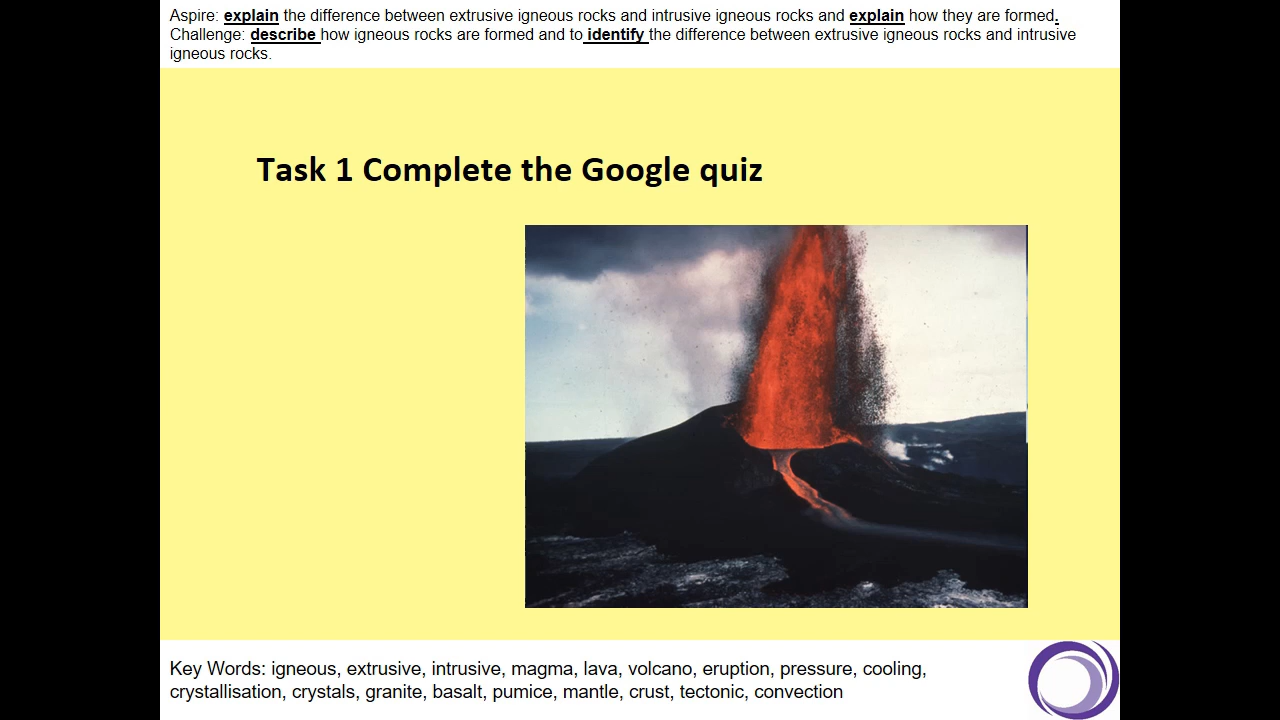 Aspire: explain the difference between extrusive igneous rocks and intrusive igneous rocks and explain how they are formed.
Challenge: describe how igneous rocks are formed and to identify the difference between extrusive igneous rocks and intrusive
igneous rocks.
Task 1 Complete the Google quiz
Key Words: igneous, extrusive, intrusive, magma, lava, volcano, eruption, pressure, cooling,
crystallisation, crystals, granite, basalt, pumice, mantle, crust, tectonic, convection